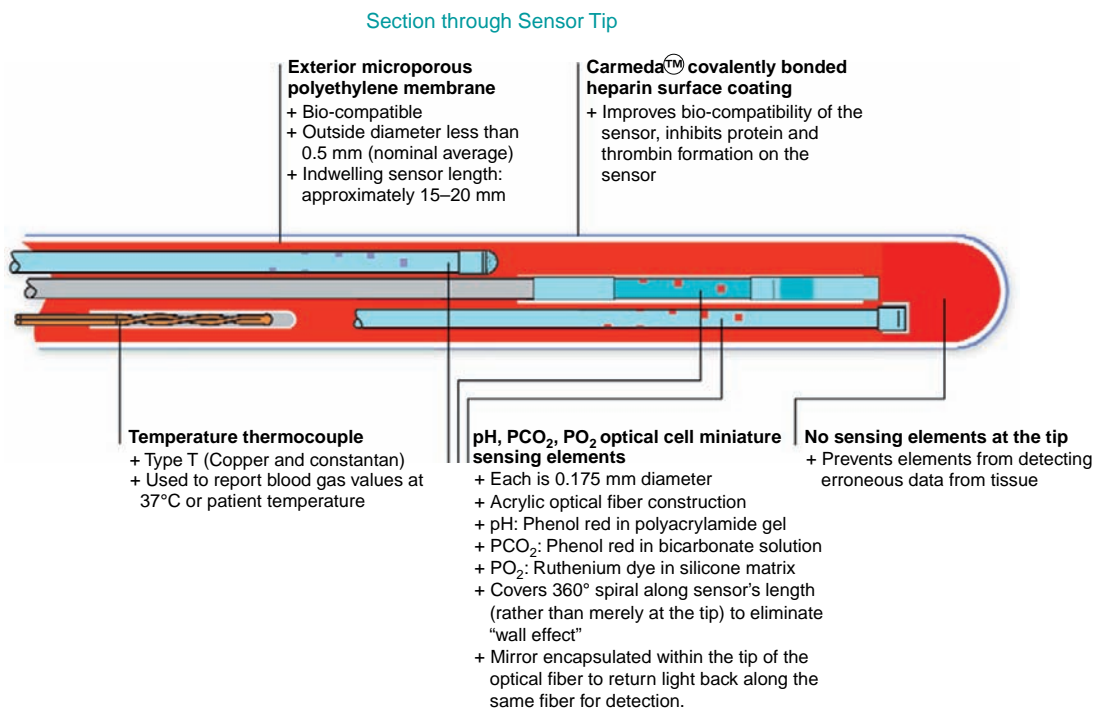 Section through Sensor Tip
Exterior microporous
polyethylene membrane
+ Bio-compatible
+ Outside diameter less than
0.5 mm (nominal average)
+ Indwelling sensor length:
approximately 15–20 mm
Carmeda™ covalently bonded
heparin surface coating
+ Improves bio-compatibility of the
sensor, inhibits protein and
thrombin formation on the
sensor
Temperature thermocouple
+ Type T (Copper and constantan)
+ Used to report blood gas values at
37°C or patient temperature
pH, PCO₂, PO₂ optical cell miniature
sensing elements
+ Each is 0.175 mm diameter
+ Acrylic optical fiber construction
+ pH: Phenol red in polyacrylamide gel
+ PCO₂: Phenol red in bicarbonate solution
+ PO₂: Ruthenium dye in silicone matrix
+ Covers 360° spiral along sensor’s length
(rather than merely at the tip) to eliminate
“wall effect”
+ Mirror encapsulated within the tip of the
optical fiber to return light back along the
same fiber for detection.
No sensing elements at the tip
+ Prevents elements from detecting
erroneous data from tissue